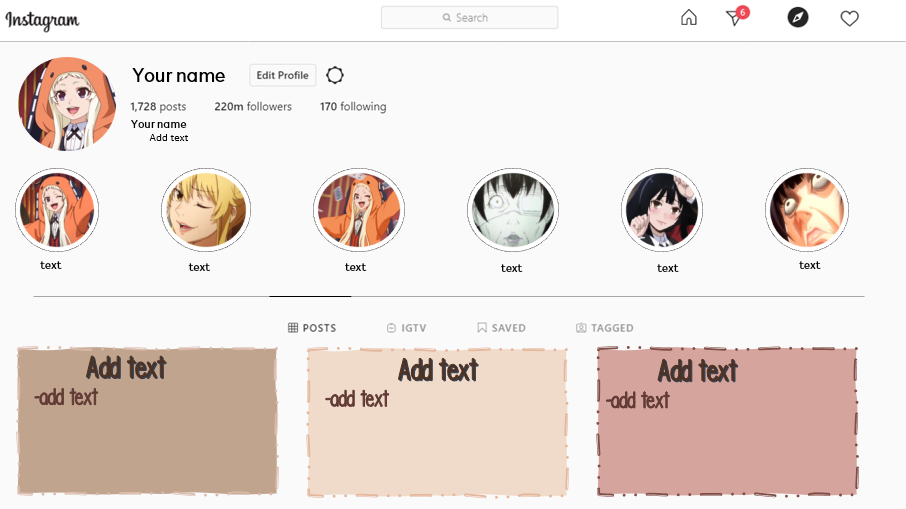 Instagram
Search
6
Your name
Edit Profile
1,728 posts 220m followers 170 following
Your name
Add text
text text text text text text
POSTS IGTV SAVED TAGGED
Add text Add text Add text
-add text -add text -add text